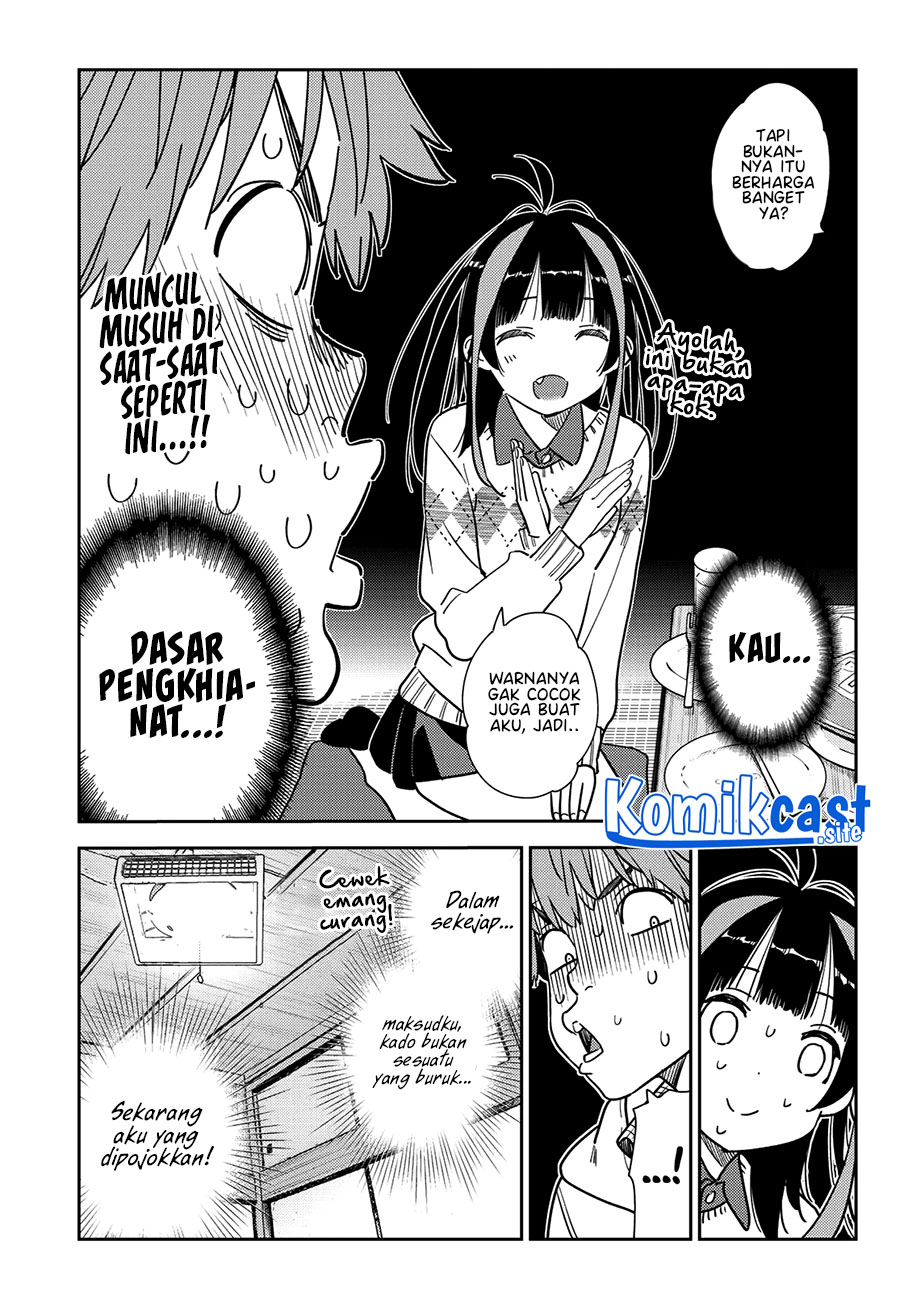 TAPI
BUKAN-
NYA ITU
BERHARGA
BANGET
YA?
Ayolah,
ini bukan
apa-apa
kok.
MUNCUL
MUSUH DI
SAAT-SAAT
SEPERTI
INI...!!
KAU...
WARNANYA
GAK COCOK
JUGA BUAT
AKU, JADI..
DASAR
PENGKHIA-
NAT...!
Komikcast
.site
...!
Dalam
sekejap...
Cewek
emang
curang!
maksudku,
kado bukan
sesuatu
yang buruk...
Sekarang
aku yang
dipojokkan!